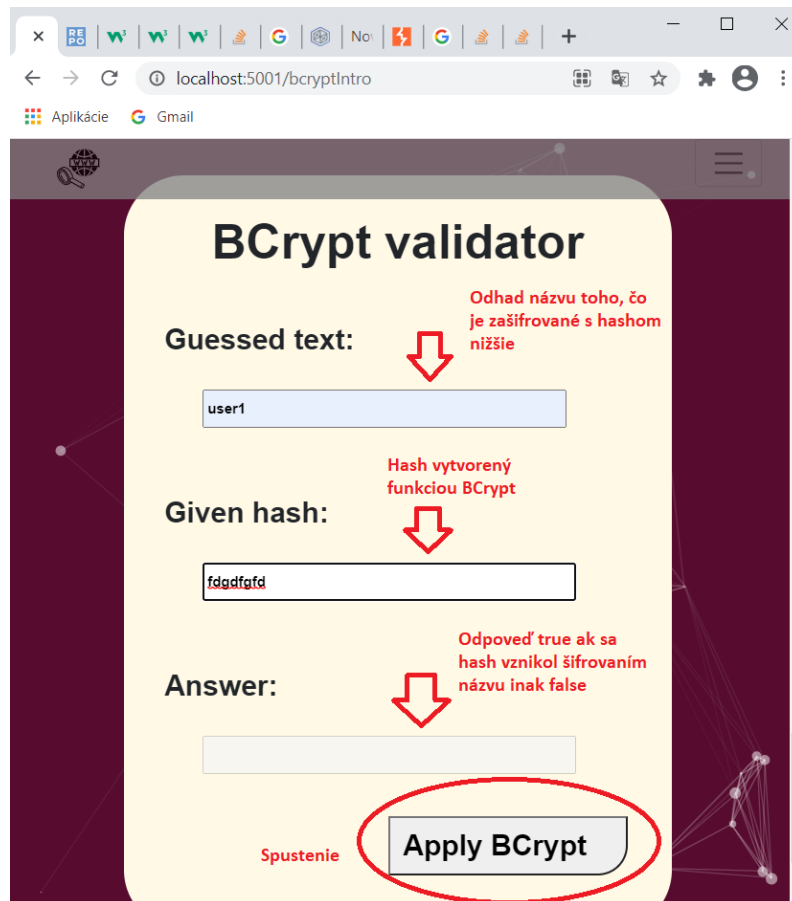 REPO
Nov
localhost:5001/bcryptIntro
Aplikácie
Gmail
WWW
BCrypt validator
Odhad názvu toho, čo
je zašifrované s hashom
nižšie
Guessed text:
user1
Hash vytvorený
funkciou BCrypt
Given hash:
fdgdfgfd
Odpoveď true ak sa
hash vznikol šifrovaním
názvu inak false
Answer:
Spustenie
Apply BCrypt